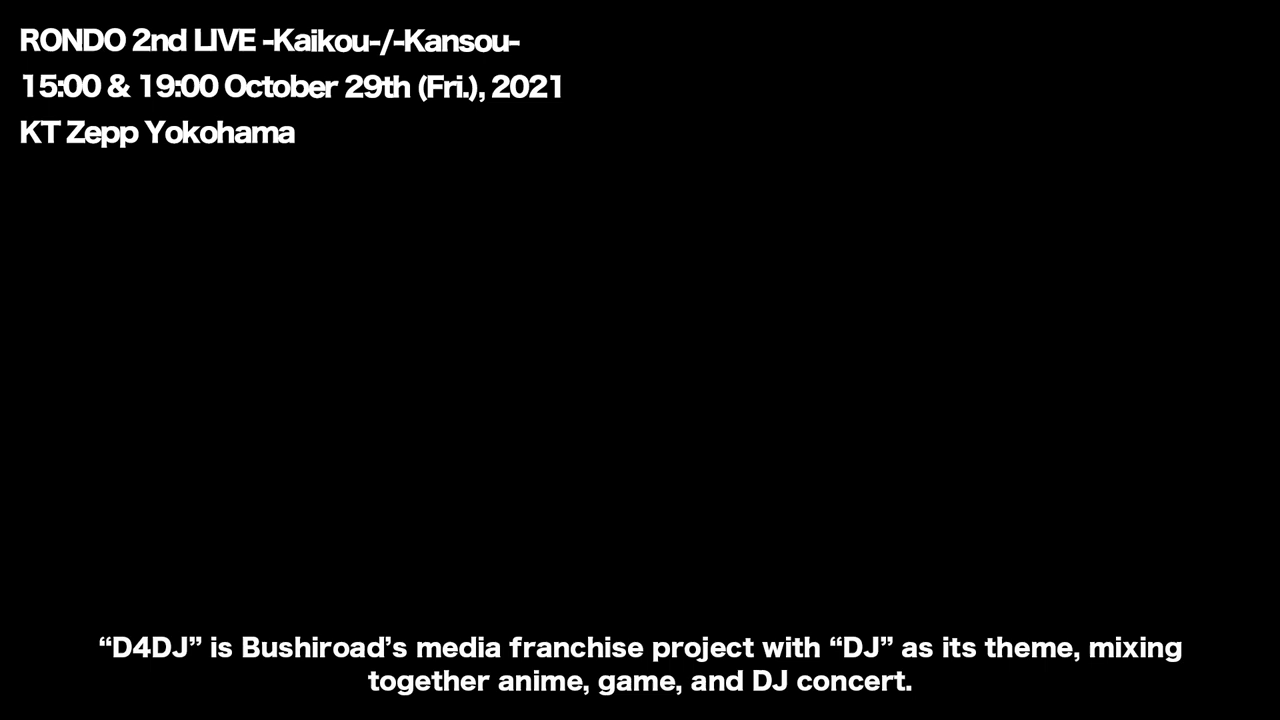 RONDO 2nd LIVE -Kaikou-/-Kansou-
15:00 & 19:00 October 29th (Fri.), 2021
KT Zepp Yokohama
“D4DJ” is Bushiroad’s media franchise project with “DJ” as its theme, mixing
together anime, game, and DJ concert.